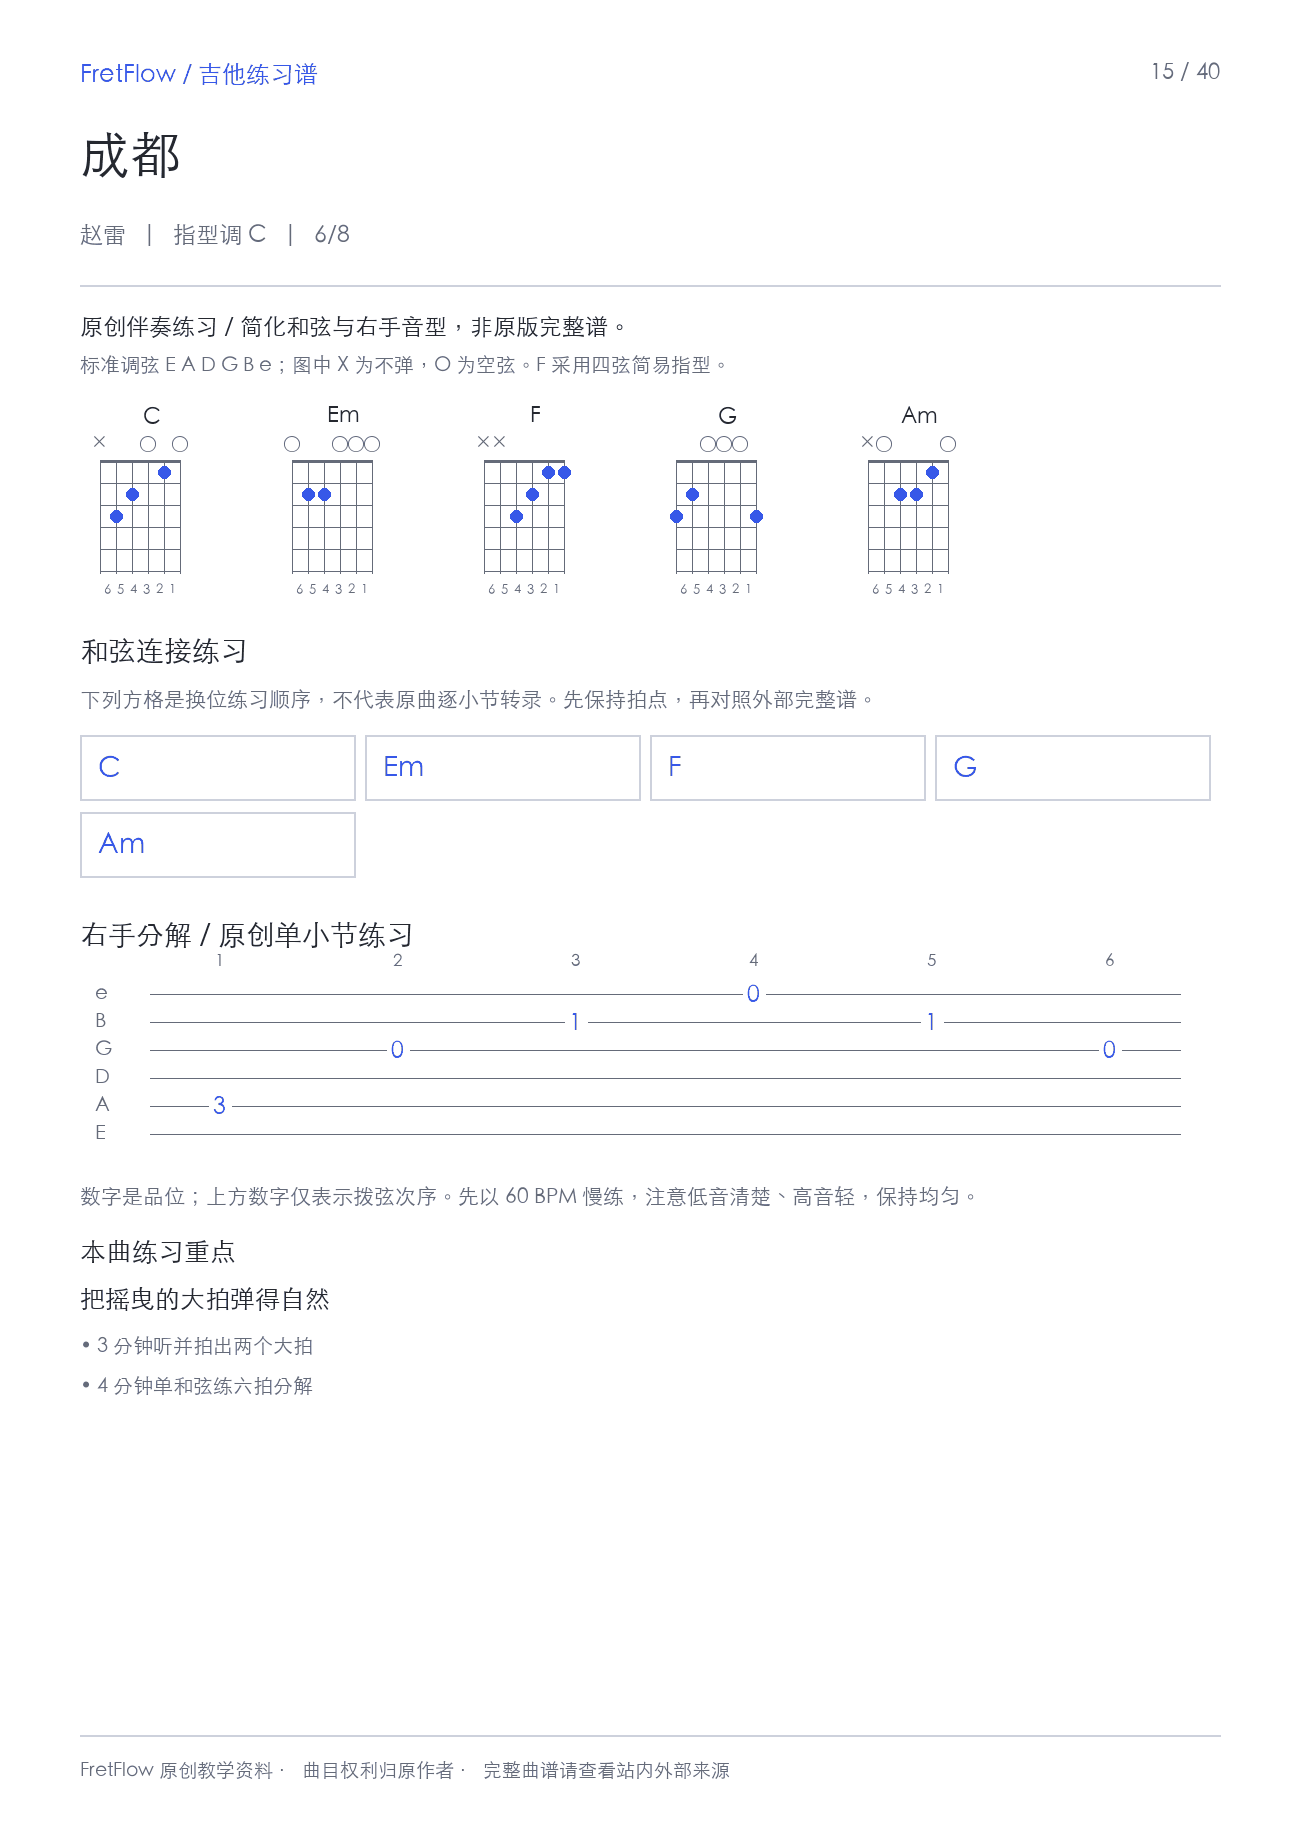 FretFlow / 吉他练习谱
15 / 40
成都
赵雷 | 指型调 C | 6/8
原创伴奏练习 / 简化和弦与右手音型，非原版完整谱。
标准调弦 E A D G B e；图中 X 为不弹，O 为空弦。F 采用四弦简易指型。
C Em F G Am
6 5 4 3 2 1 6 5 4 3 2 1 6 5 4 3 2 1 6 5 4 3 2 1 6 5 4 3 2 1
和弦连接练习
下列方格是换位练习顺序，不代表原曲逐小节转录。先保持拍点，再对照外部完整谱。
C Em F G
Am
右手分解 / 原创单小节练习
1 2 3 4 5 6
e 0
B 1 1
G 0 0
D
A 3
E
数字是品位；上方数字仅表示拨弦次序。先以 60 BPM 慢练，注意低音清楚、高音轻，保持均匀。
本曲练习重点
把摇曳的大拍弹得自然
• 3 分钟听并拍出两个大拍
• 4 分钟单和弦练六拍分解
FretFlow 原创教学资料 · 曲目权利归原作者 · 完整曲谱请查看站内外部来源